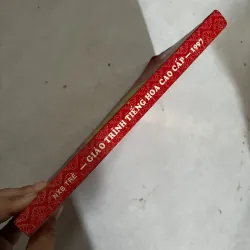 NXB TRẺ — GIÁO TRÌNH TIẾNG HOA CAO CẤP — 1997